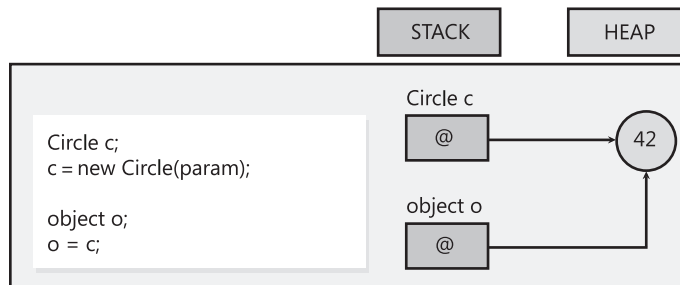 STACK
HEAP
Circle c;
c = new Circle(param);
object o;
o = c;
Circle c
@
42
object o
@